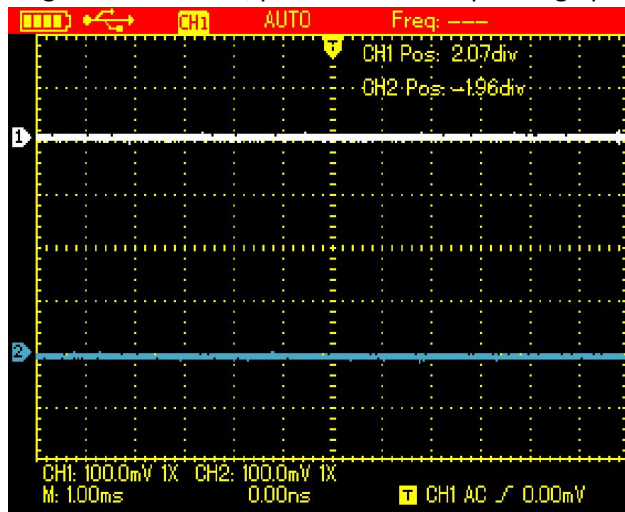 CH1 AUTO Freq: ---
T
CH1 Pos: 2.07div
CH2 Pos: -1.96div
1
2
CH1: 100.0mV 1X CH2: 100.0mV 1X
M: 1.00ms 0.00ns T CH1 AC 0.00mV